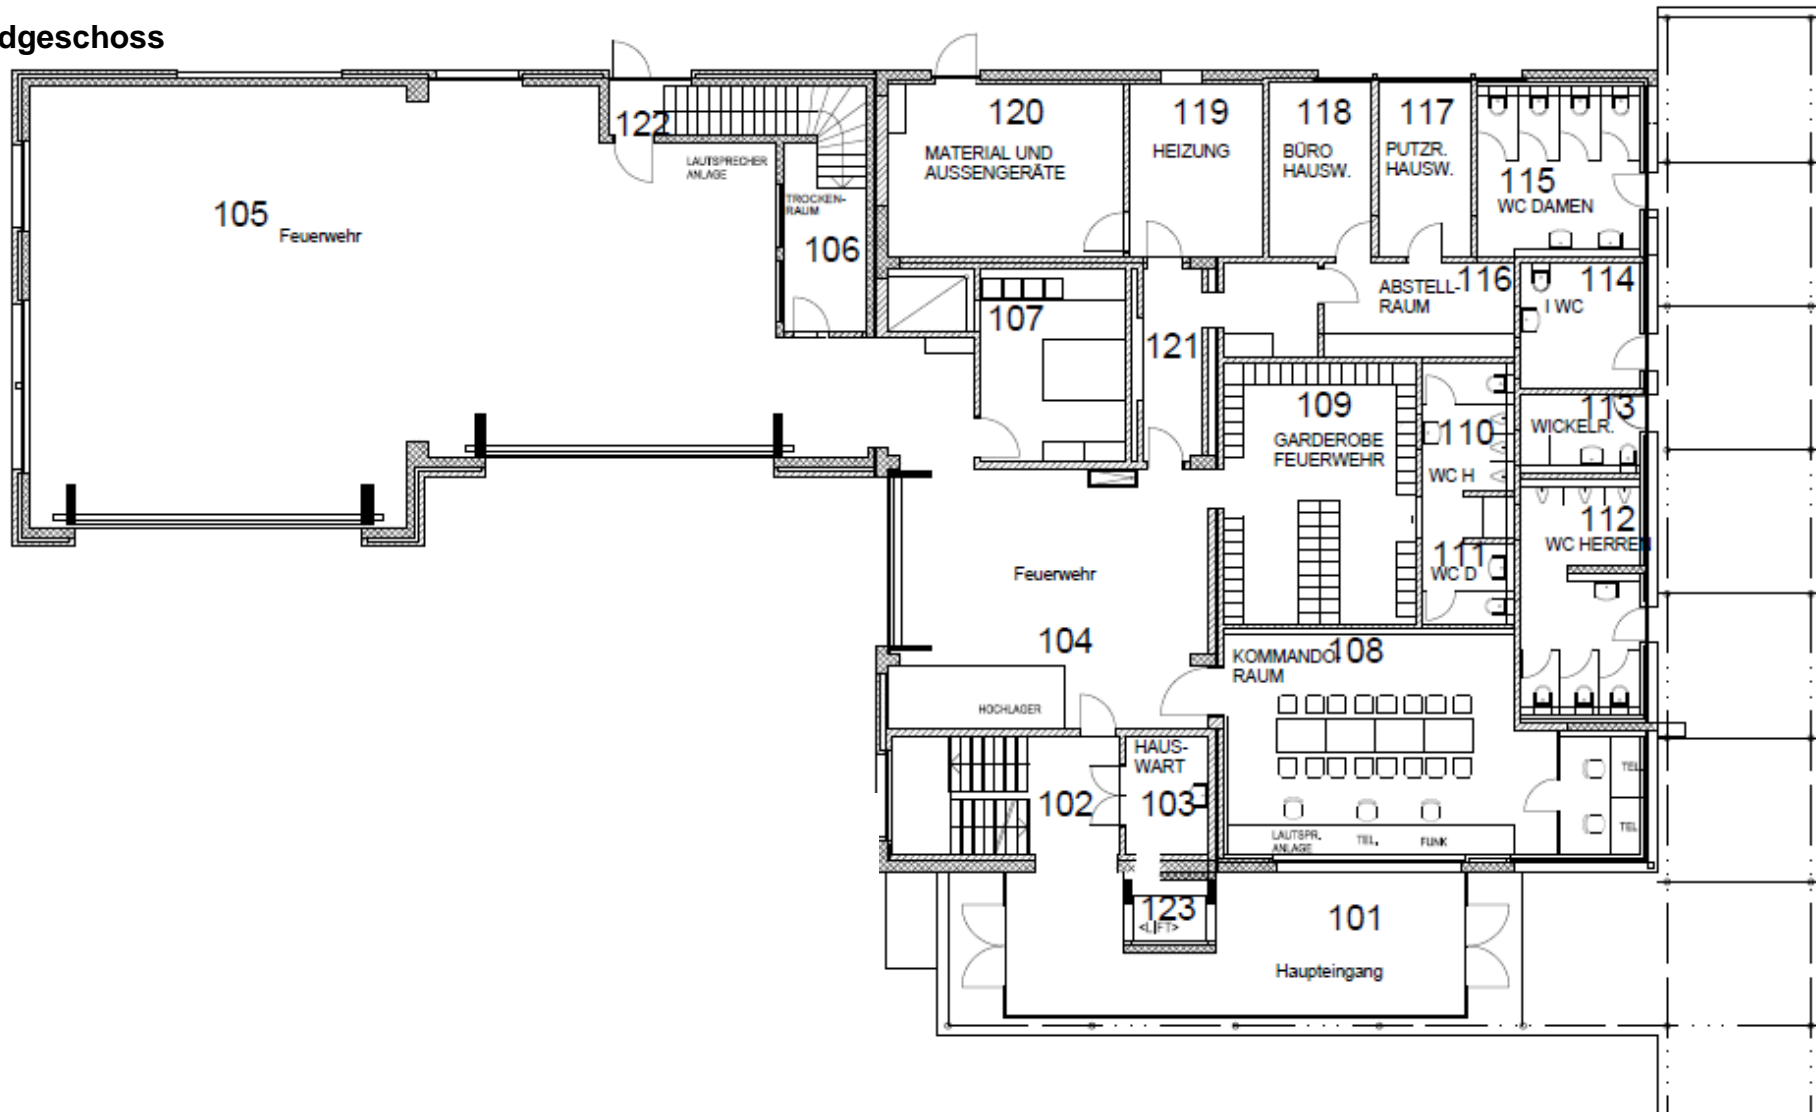 dgeschoss
122
LAUTSPRECHER
ANLAGE
105
Feuerwehr
TROCKEN-
RAUM
106
120
MATERIAL UND
AUSSENGERÄTE
119
HEIZUNG
118
BÜRO
HAUSW.
117
PUTZR.
HAUSW.
115
WC DAMEN
107
121
ABSTELL-
RAUM
116
114
I WC
109
GARDEROBE
FEUERWEHR
110
WC H
113
WICKELR.
112
WC HERREN
111
WC D
Feuerwehr
104
HOCHLAGER
KOMMANDO-
RAUM
108
HAUS-
WART
102
103
TEL.
TEL.
LAUTSPR.
ANLAGE
TEL.
FUNK
123
<LIFT>
101
Haupteingang